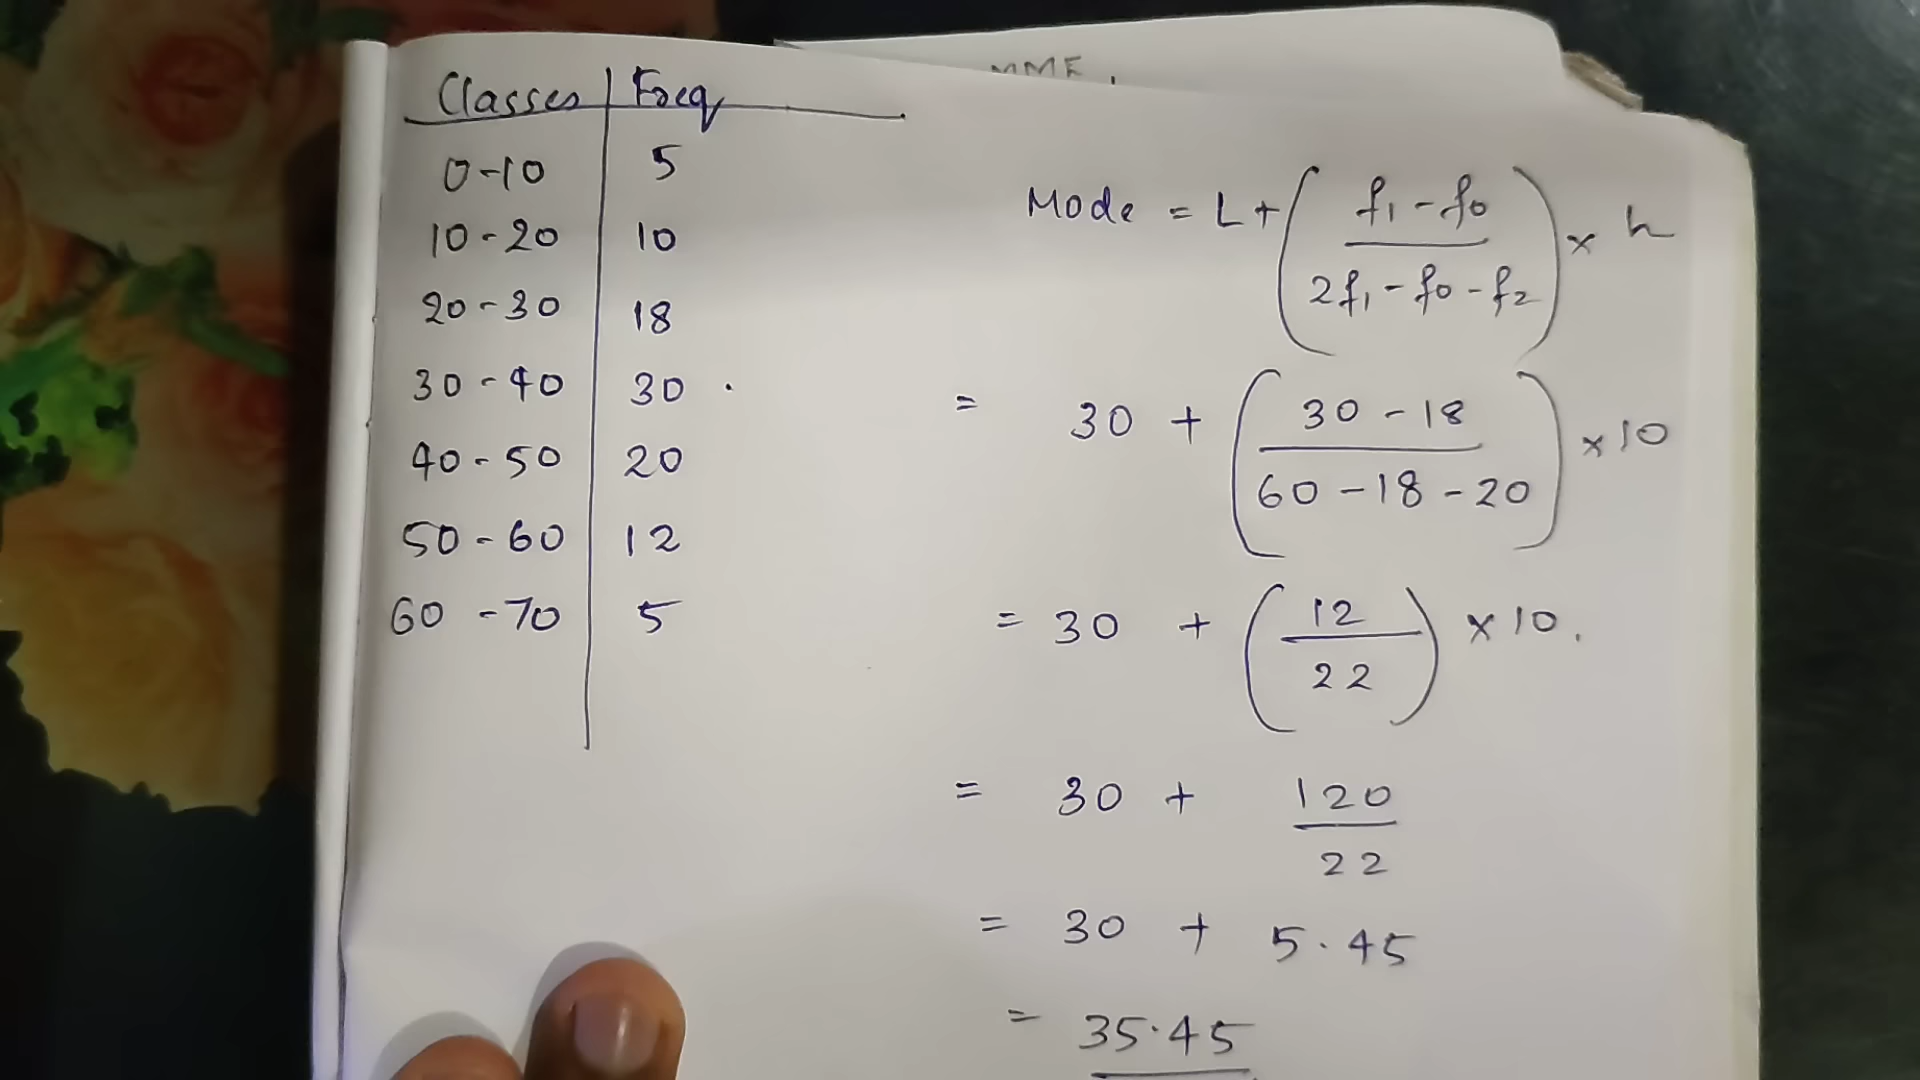 MME
Classes | Freq
0-10 | 5
10-20 | 10
20-30 | 18
30-40 | 30 .
40-50 | 20
50-60 | 12
60-70 | 5
Mode = L + ( f₁ - f₀ / 2f₁ - f₀ - f₂ ) × h
= 30 + ( 30 - 18 / 60 - 18 - 20 ) × 10
= 30 + ( 12 / 22 ) × 10.
= 30 + 120 / 22
= 30 + 5.45
= 35.45